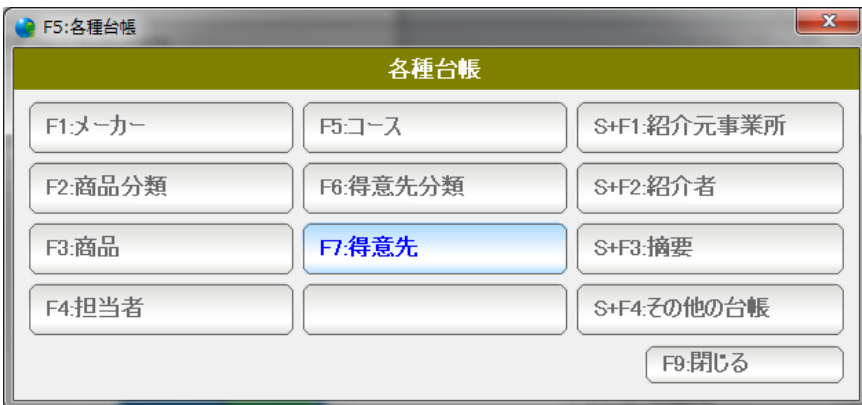 F5:各種台帳
各種台帳
F1:メーカー
F5:コース
S+F1:紹介元事業所
F2:商品分類
F6:得意先分類
S+F2:紹介者
F3:商品
F7:得意先
S+F3:摘要
F4:担当者
S+F4:その他の台帳
F9:閉じる